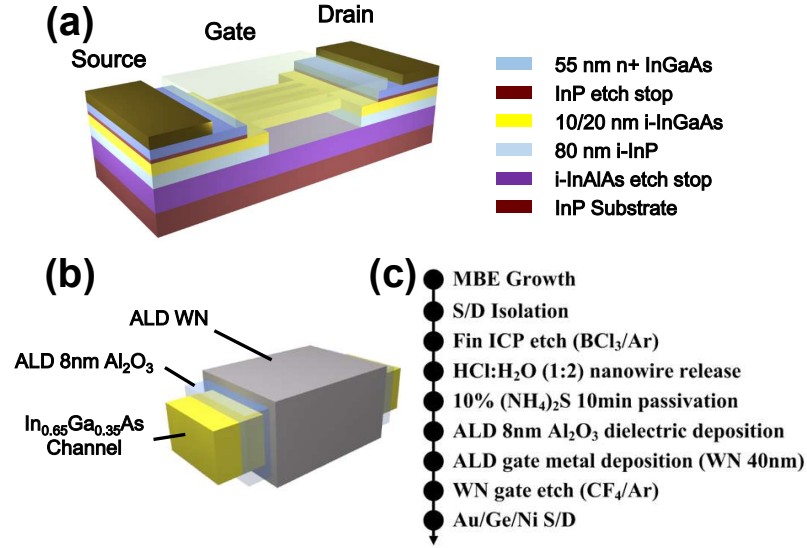 (a)
Source
Gate
Drain
55 nm n+ InGaAs
InP etch stop
10/20 nm i-InGaAs
80 nm i-InP
i-InAlAs etch stop
InP Substrate
(b)
ALD WN
ALD 8nm Al₂O₃
In₀.₆₅Ga₀.₃₅As
Channel
(c)
MBE Growth
S/D Isolation
Fin ICP etch (BCl₃/Ar)
HCl:H₂O (1:2) nanowire release
10% (NH₄)₂S 10min passivation
ALD 8nm Al₂O₃ dielectric deposition
ALD gate metal deposition (WN 40nm)
WN gate etch (CF₄/Ar)
Au/Ge/Ni S/D